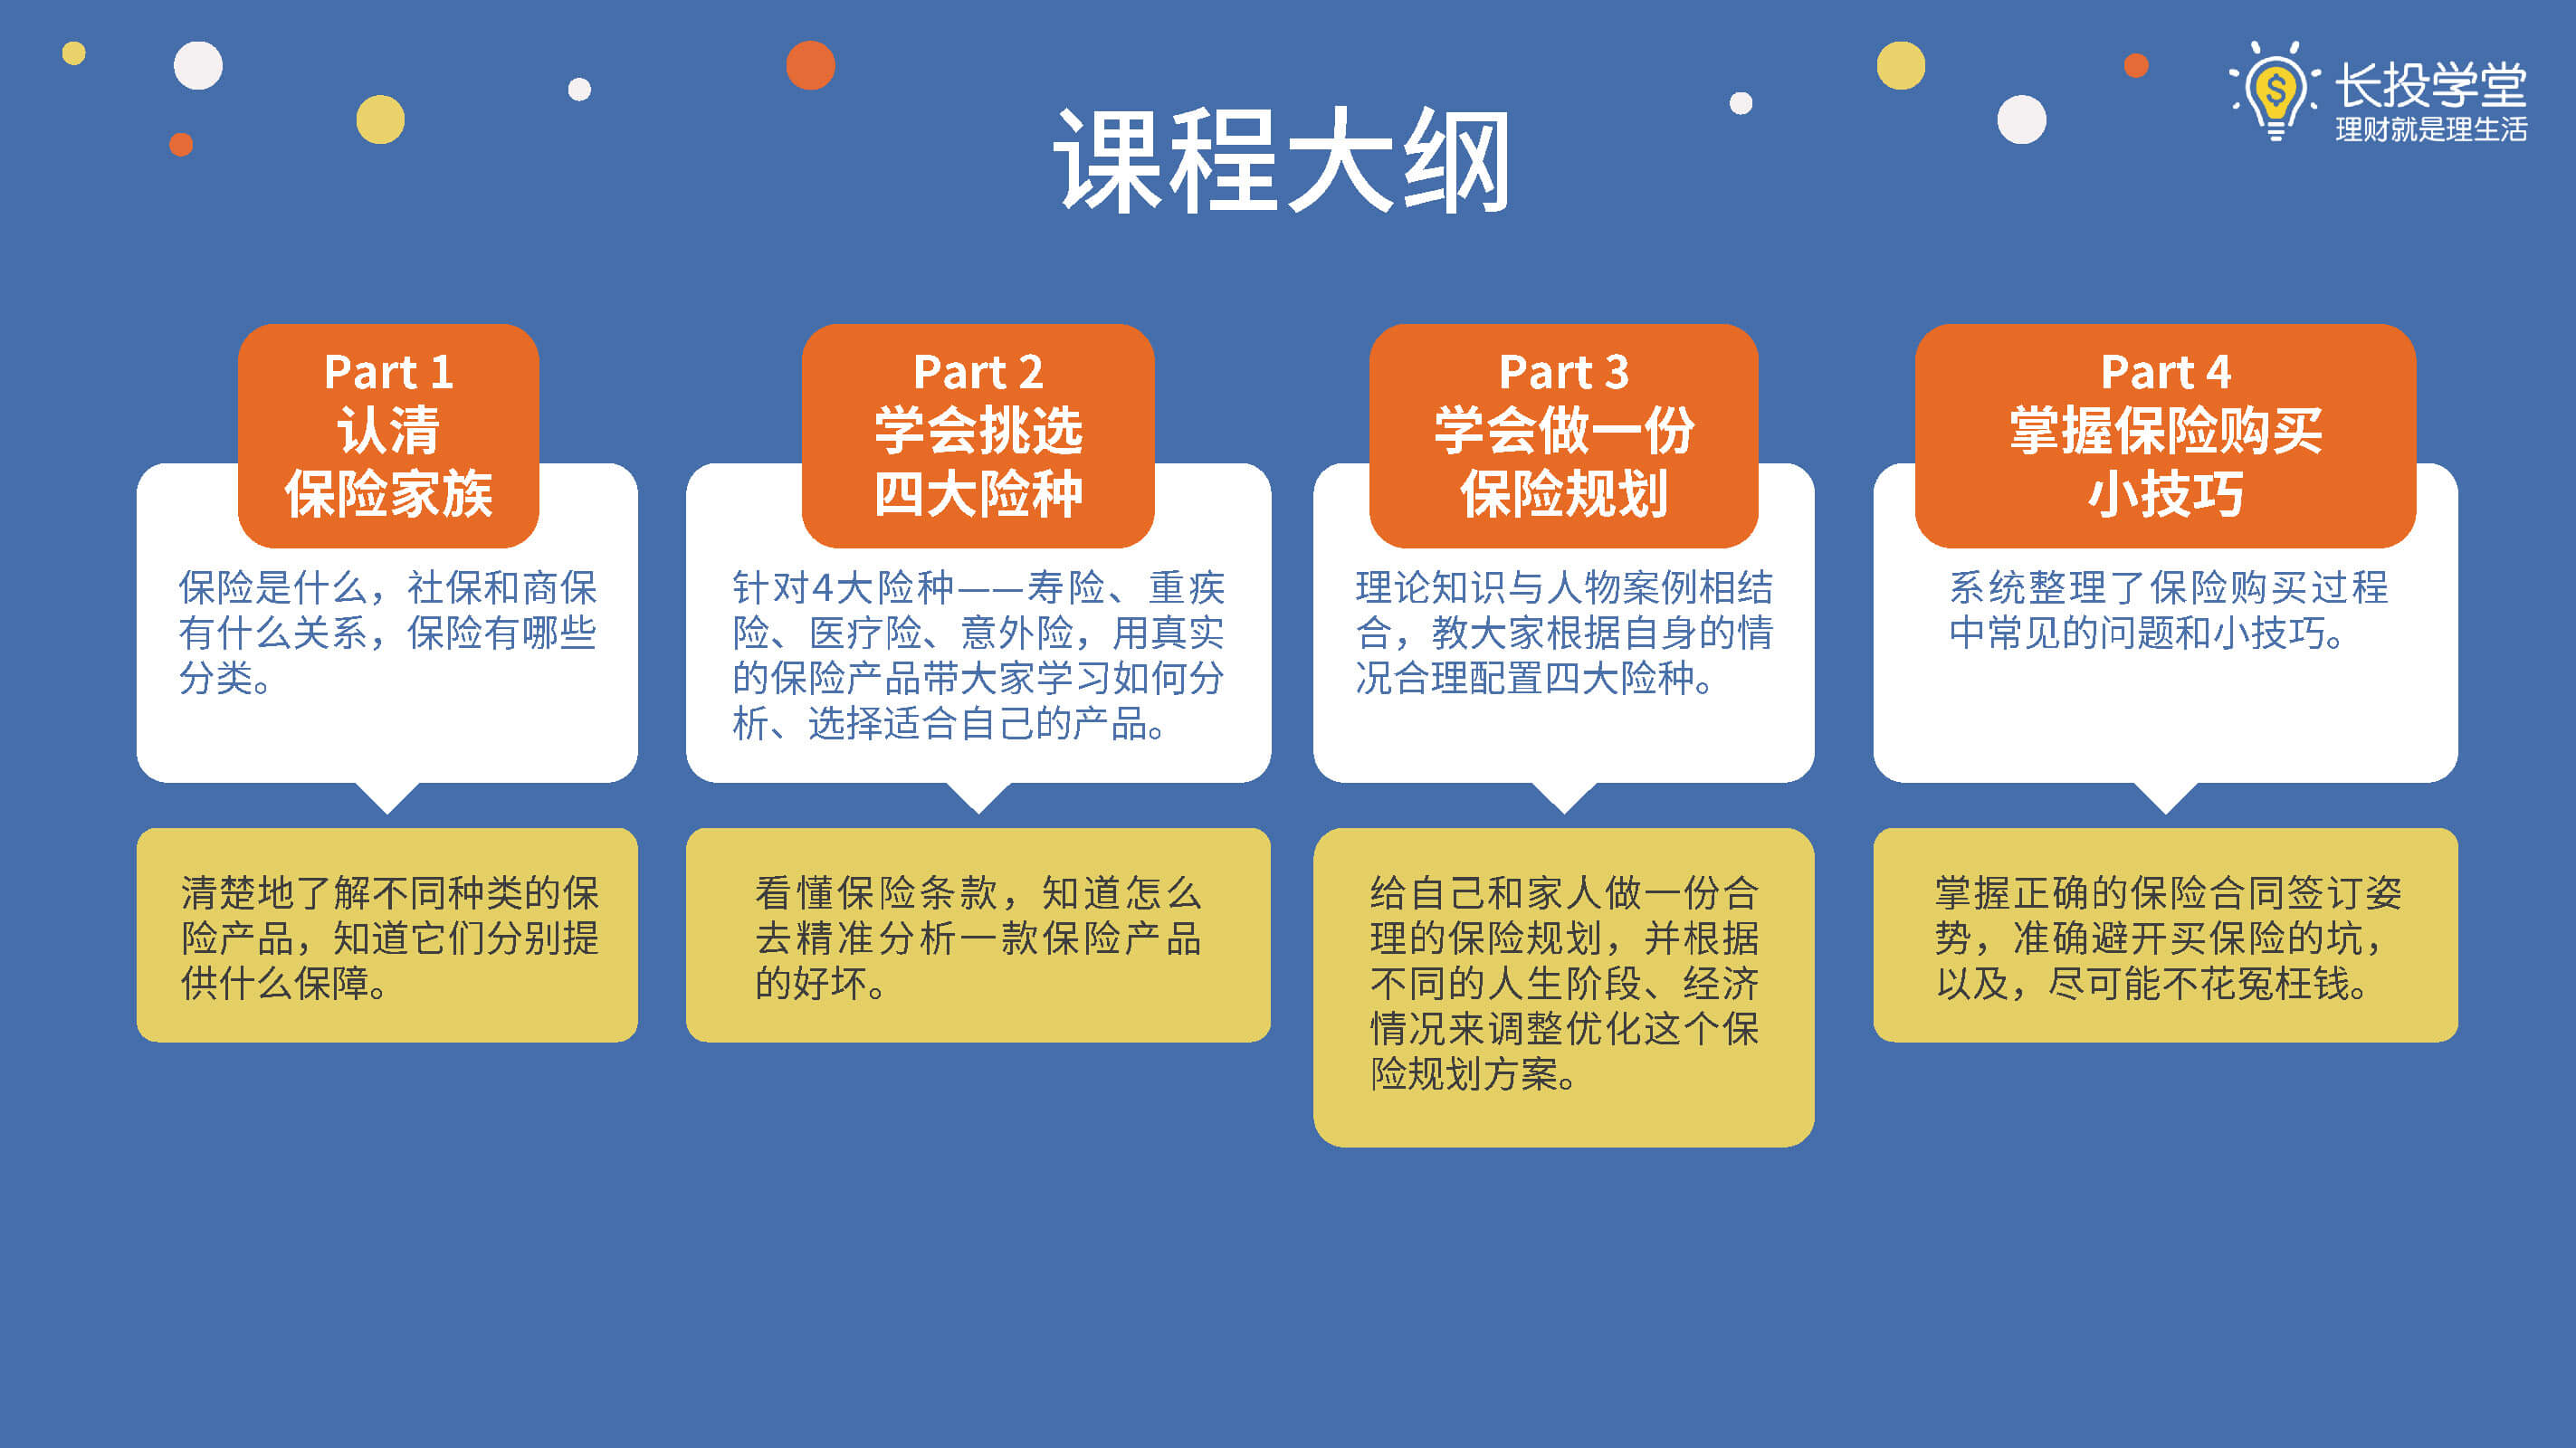 长投学堂
理财就是理生活
课程大纲
Part 1
认清
保险家族
保险是什么，社保和商保
有什么关系，保险有哪些
分类。
清楚地了解不同种类的保
险产品，知道它们分别提
供什么保障。
Part 2
学会挑选
四大险种
针对4大险种——寿险、重疾
险、医疗险、意外险，用真实
的保险产品带大家学习如何分
析、选择适合自己的产品。
看懂保险条款，知道怎么
去精准分析一款保险产品
的好坏。
Part 3
学会做一份
保险规划
理论知识与人物案例相结
合，教大家根据自身的情
况合理配置四大险种。
给自己和家人做一份合
理的保险规划，并根据
不同的人生阶段、经济
情况来调整优化这个保
险规划方案。
Part 4
掌握保险购买
小技巧
系统整理了保险购买过程
中常见的问题和小技巧。
掌握正确的保险合同签订姿
势，准确避开买保险的坑，
以及，尽可能不花冤枉钱。